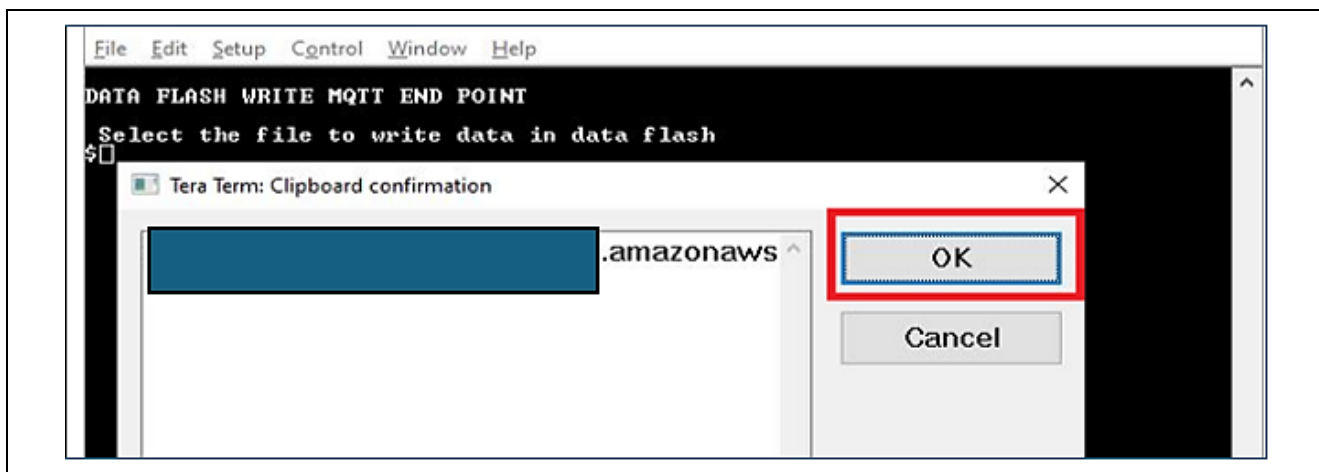 File Edit Setup Control Window Help
DATA FLASH WRITE MQTT END POINT
Select the file to write data in data flash
$
Tera Term: Clipboard confirmation
.amazonaws
OK
Cancel